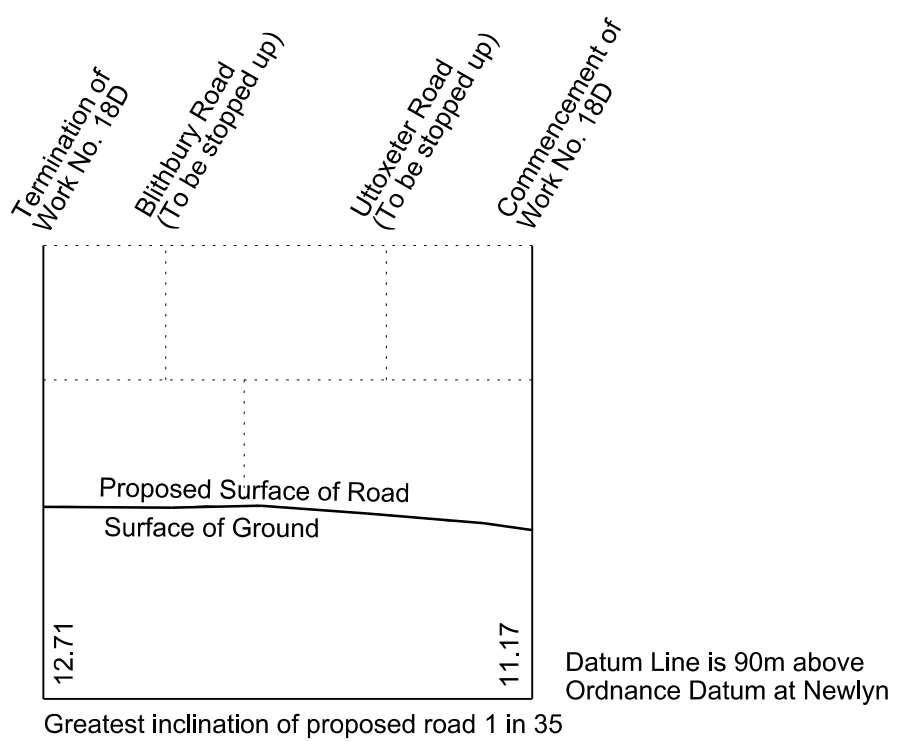 Termination of
Work No. 18D
Blithbury Road
(To be stopped up)
Uttoxeter Road
(To be stopped up)
Commencement of
Work No. 18D
Proposed Surface of Road
Surface of Ground
12.71
11.17
Datum Line is 90m above
Ordnance Datum at Newlyn
Greatest inclination of proposed road 1 in 35